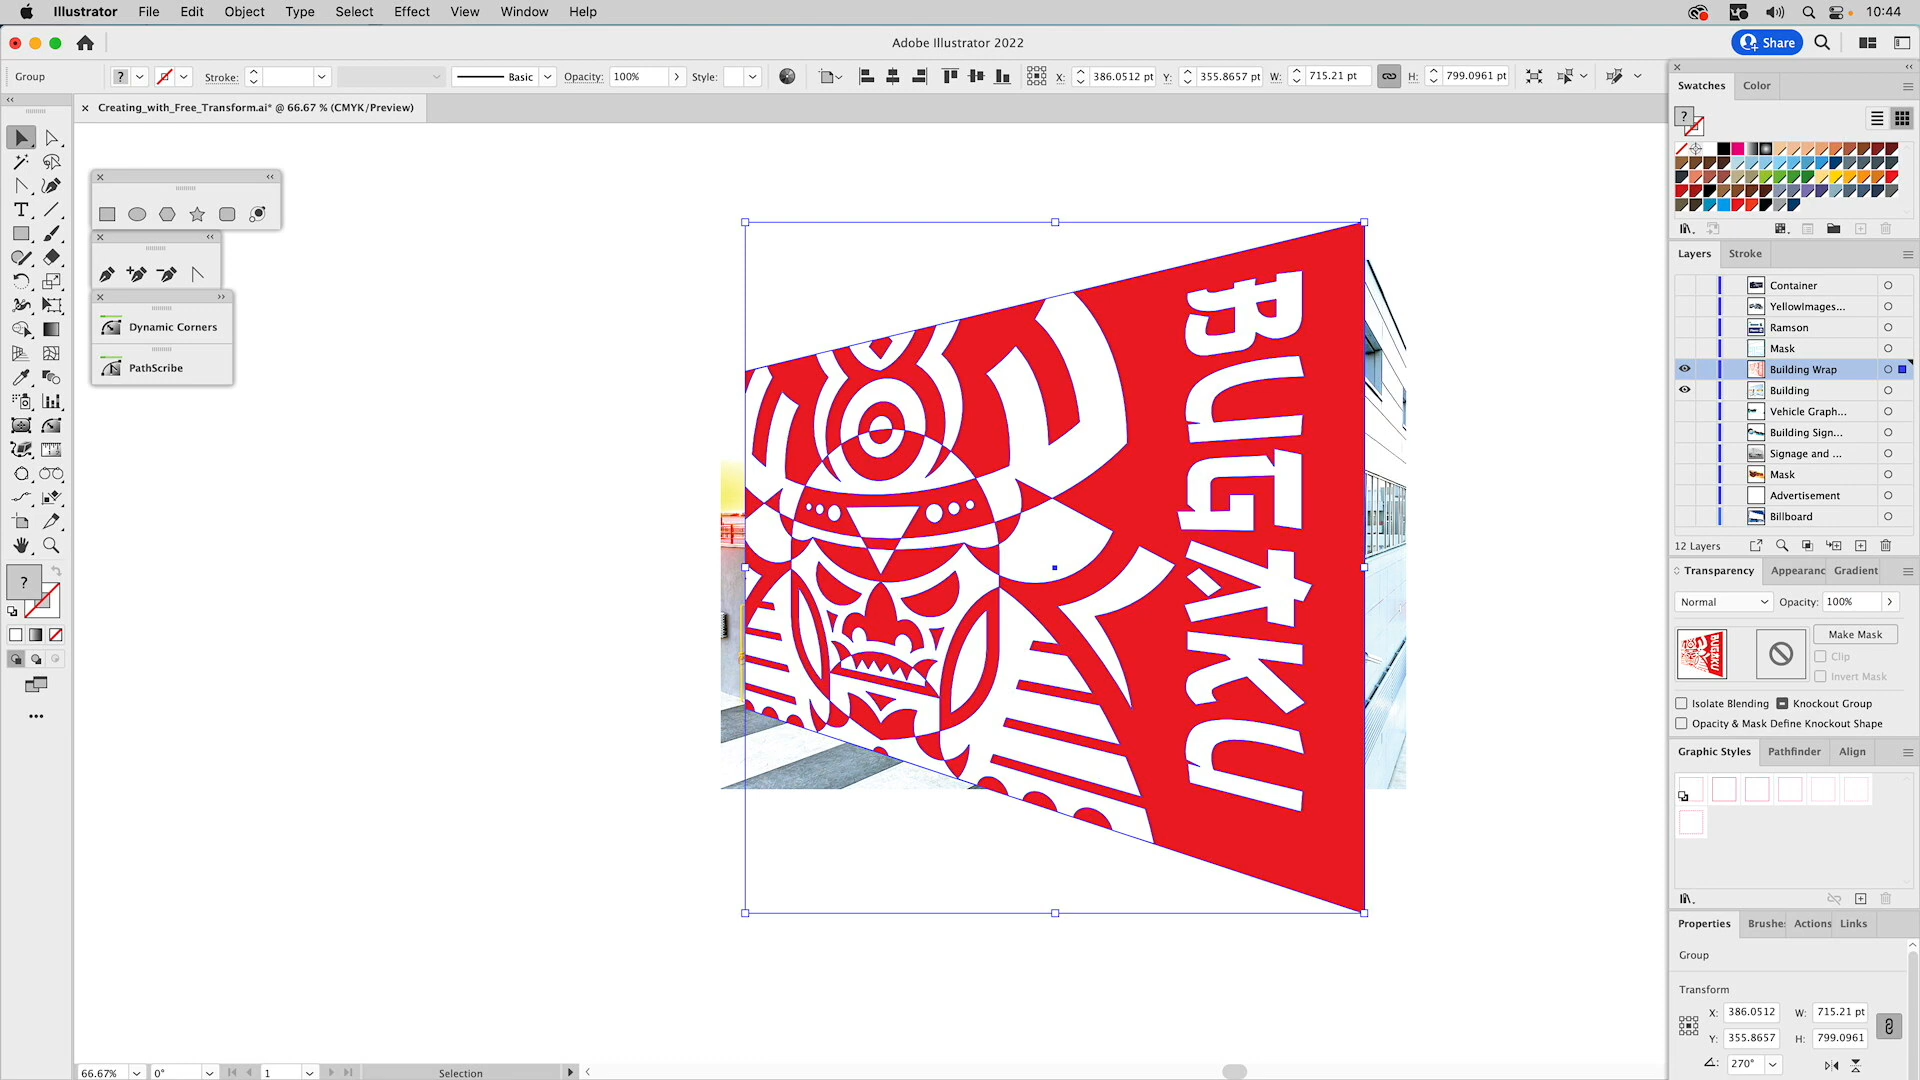 Illustrator File Edit Object Type Select Effect View Window Help 10:44
Adobe Illustrator 2022
Share
Group ? Stroke: Basic Opacity: 100% Style: X: 386.0512 pt Y: 355.8657 pt W: 715.21 pt H: 799.0961 pt
Creating_with_Free_Transform.ai* @ 66.67 % (CMYK/Preview)
Dynamic Corners
PathScribe
BUGAKU
Swatches Color
?
Layers Stroke
Container
YellowImages...
Ramson
Mask
Building Wrap
Building
Vehicle Graph...
Building Sign...
Signage and ...
Mask
Advertisement
Billboard
12 Layers
Transparency Appearanc Gradient
Normal Opacity: 100%
Make Mask
Clip
Invert Mask
Isolate Blending Knockout Group
Opacity & Mask Define Knockout Shape
Graphic Styles Pathfinder Align
Properties Brushe Actions Links
Group
Transform
X: 386.0512 W: 715.21 pt
Y: 355.8657 H: 799.0961
270°
?
66.67% 0° 1 Selection